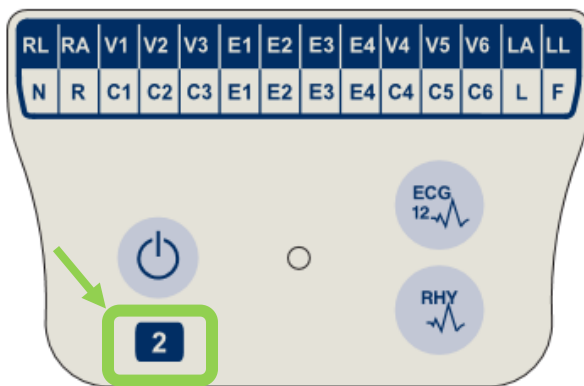 RL RA V1 V2 V3 E1 E2 E3 E4 V4 V5 V6 LA LL
N R C1 C2 C3 E1 E2 E3 E4 C4 C5 C6 L F
ECG
12
RHY
2